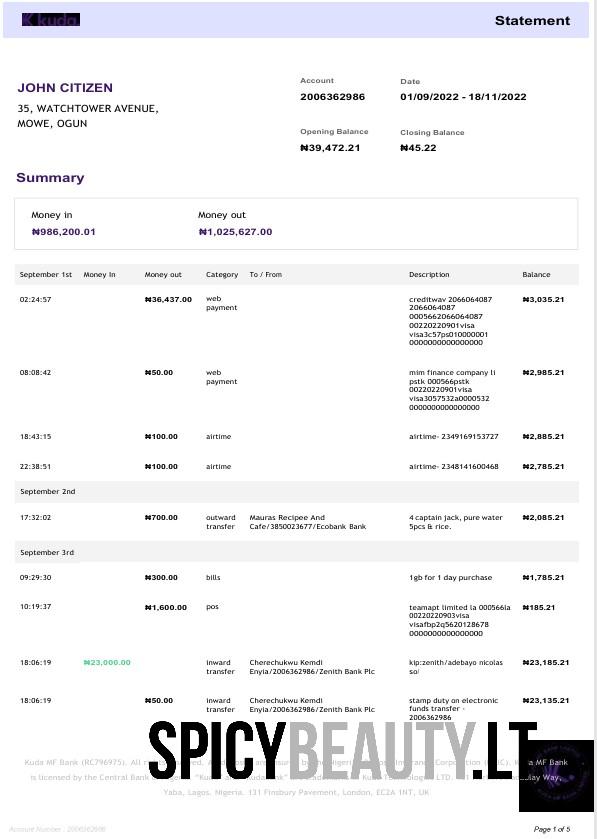 kuda.
Statement
JOHN CITIZEN
35, WATCHTOWER AVENUE,
MOWE, OGUN
Account Date
2006362986 01/09/2022 - 18/11/2022
Opening Balance Closing Balance
₦39,472.21 ₦45.22
Summary
Money in Money out
₦986,200.01 ₦1,025,627.00
September 1st Money In Money out Category To / From Description Balance
02:24:57 ₦36,437.00 web creditwav 2066064087 ₦3,035.21
payment 2066064087
0005662066064087
00220220901visa
visa3c57ps010000001
0000000000000000
08:08:42 ₦50.00 web mim finance company li ₦2,985.21
payment pstk 000566pstk
00220220901visa
visa3057532a0000532
0000000000000000
18:43:15 ₦100.00 airtime airtime- 2349169153727 ₦2,885.21
22:38:51 ₦100.00 airtime airtime- 2348141600468 ₦2,785.21
September 2nd
17:32:02 ₦700.00 outward Mauras Recipee And 4 captain jack, pure water ₦2,085.21
transfer Cafe/3850023677/Ecobank Bank 5pcs & rice.
September 3rd
09:29:30 ₦300.00 bills 1gb for 1 day purchase ₦1,785.21
10:19:37 ₦1,600.00 pos teamapt limited la 000566la ₦185.21
00220220903visa
visafbp2q5620128678
0000000000000000
18:06:19 ₦23,000.00 inward Cherechukwu Kemdi kip:zenith/adebayo nicolas ₦23,185.21
transfer Enyia/2006362986/Zenith Bank Plc so/
18:06:19 ₦50.00 inward Cherechukwu Kemdi stamp duty on electronic ₦23,135.21
transfer Enyia/2006362986/Zenith Bank Plc funds transfer -
2006362986
SPICYBEAUTY LT
Kuda MF Bank (RC796975). All rights reserved. MF Bank
is licensed by the Central Bank Way,
Yaba, Lagos, Nigeria. 131 Finsbury Pavement, London, EC2A 1NT, UK
Account Number : 2006362986 Page 1 of 5